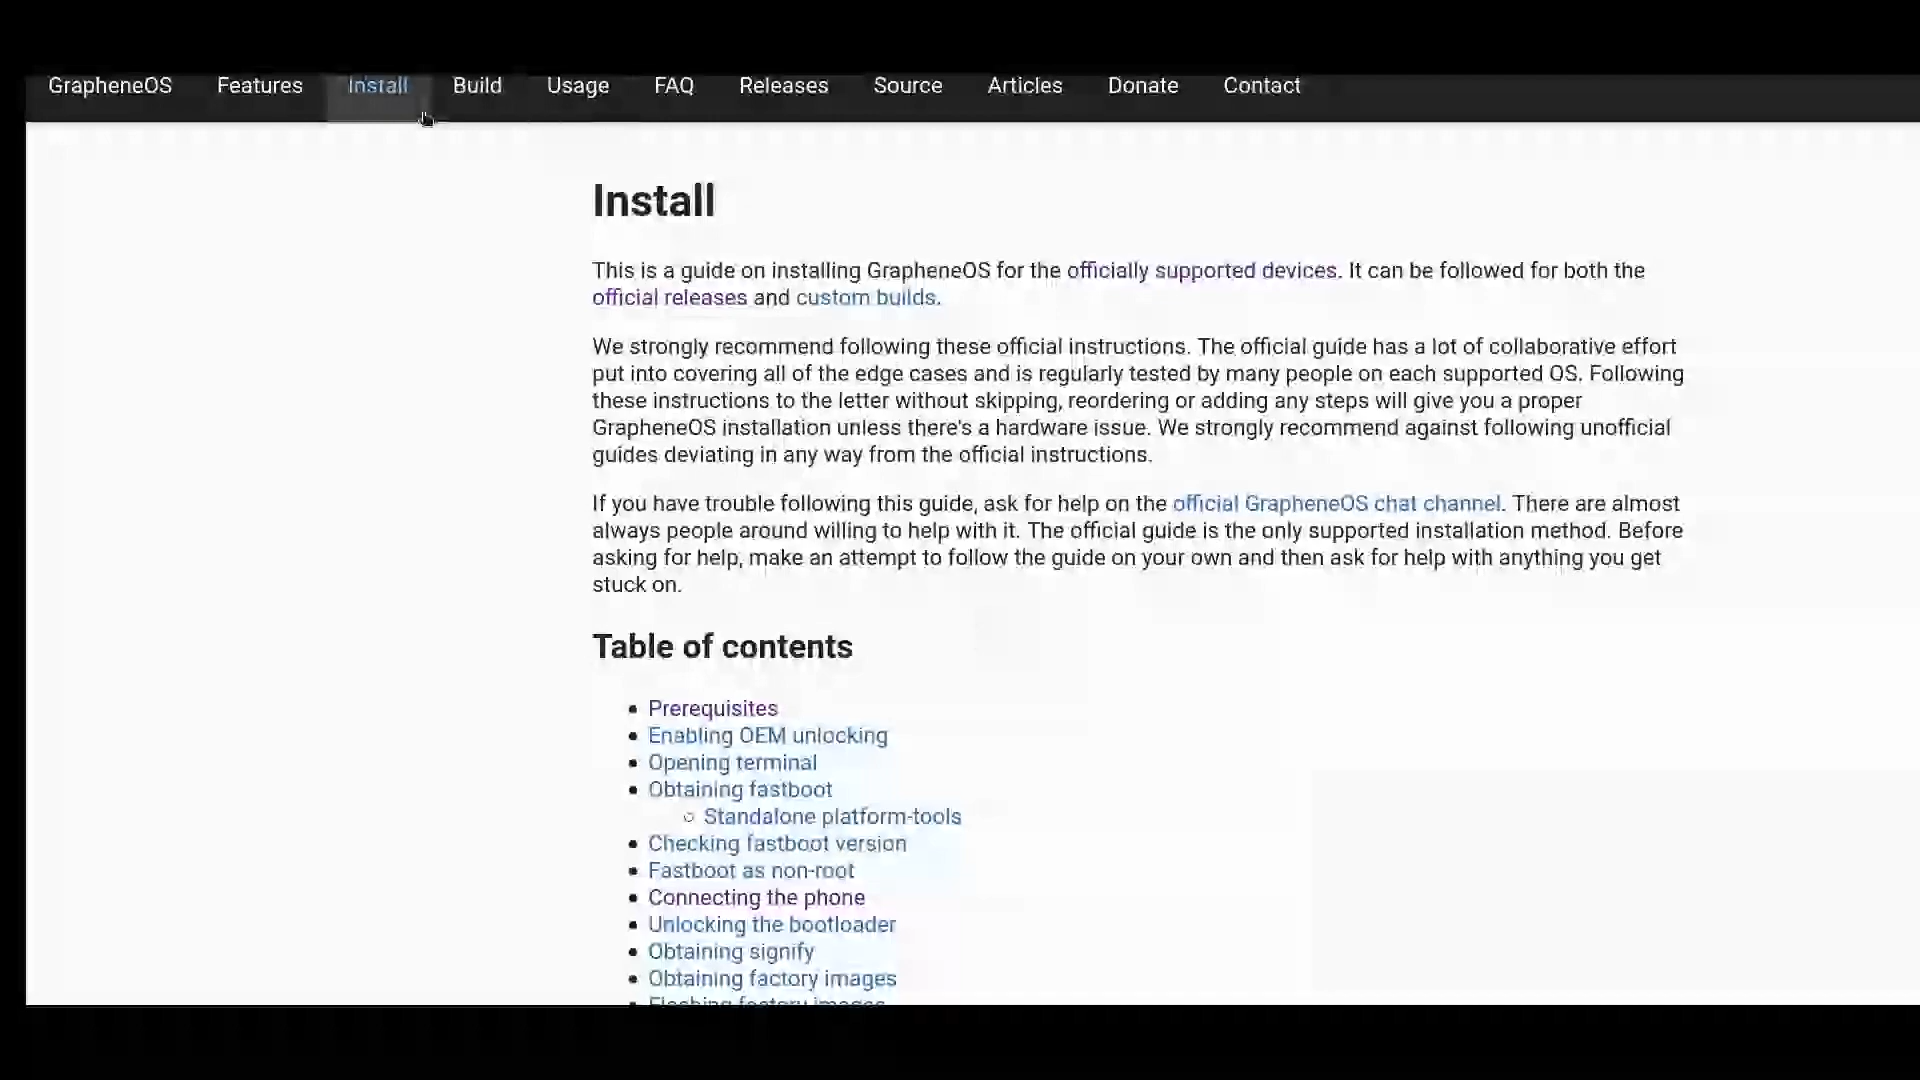 GrapheneOS Features Install Build Usage FAQ Releases Source Articles Donate Contact
Install
This is a guide on installing GrapheneOS for the officially supported devices. It can be followed for both the
official releases and custom builds.
We strongly recommend following these official instructions. The official guide has a lot of collaborative effort
put into covering all of the edge cases and is regularly tested by many people on each supported OS. Following
these instructions to the letter without skipping, reordering or adding any steps will give you a proper
GrapheneOS installation unless there's a hardware issue. We strongly recommend against following unofficial
guides deviating in any way from the official instructions.
If you have trouble following this guide, ask for help on the official GrapheneOS chat channel. There are almost
always people around willing to help with it. The official guide is the only supported installation method. Before
asking for help, make an attempt to follow the guide on your own and then ask for help with anything you get
stuck on.
Table of contents
Prerequisites
Enabling OEM unlocking
Opening terminal
Obtaining fastboot
Standalone platform-tools
Checking fastboot version
Fastboot as non-root
Connecting the phone
Unlocking the bootloader
Obtaining signify
Obtaining factory images
Flashing factory images